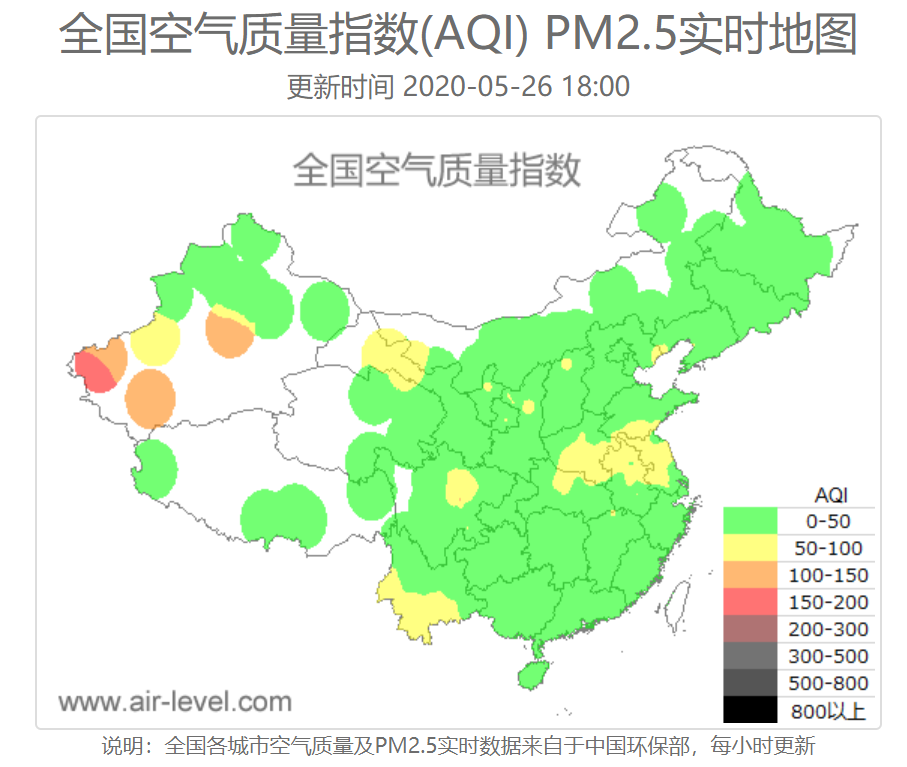 全国空气质量指数(AQI) PM2.5实时地图
更新时间 2020-05-26 18:00
全国空气质量指数
AQI
0-50
50-100
100-150
150-200
200-300
300-500
500-800
800以上
www.air-level.com
说明：全国各城市空气质量及PM2.5实时数据来自于中国环保部，每小时更新